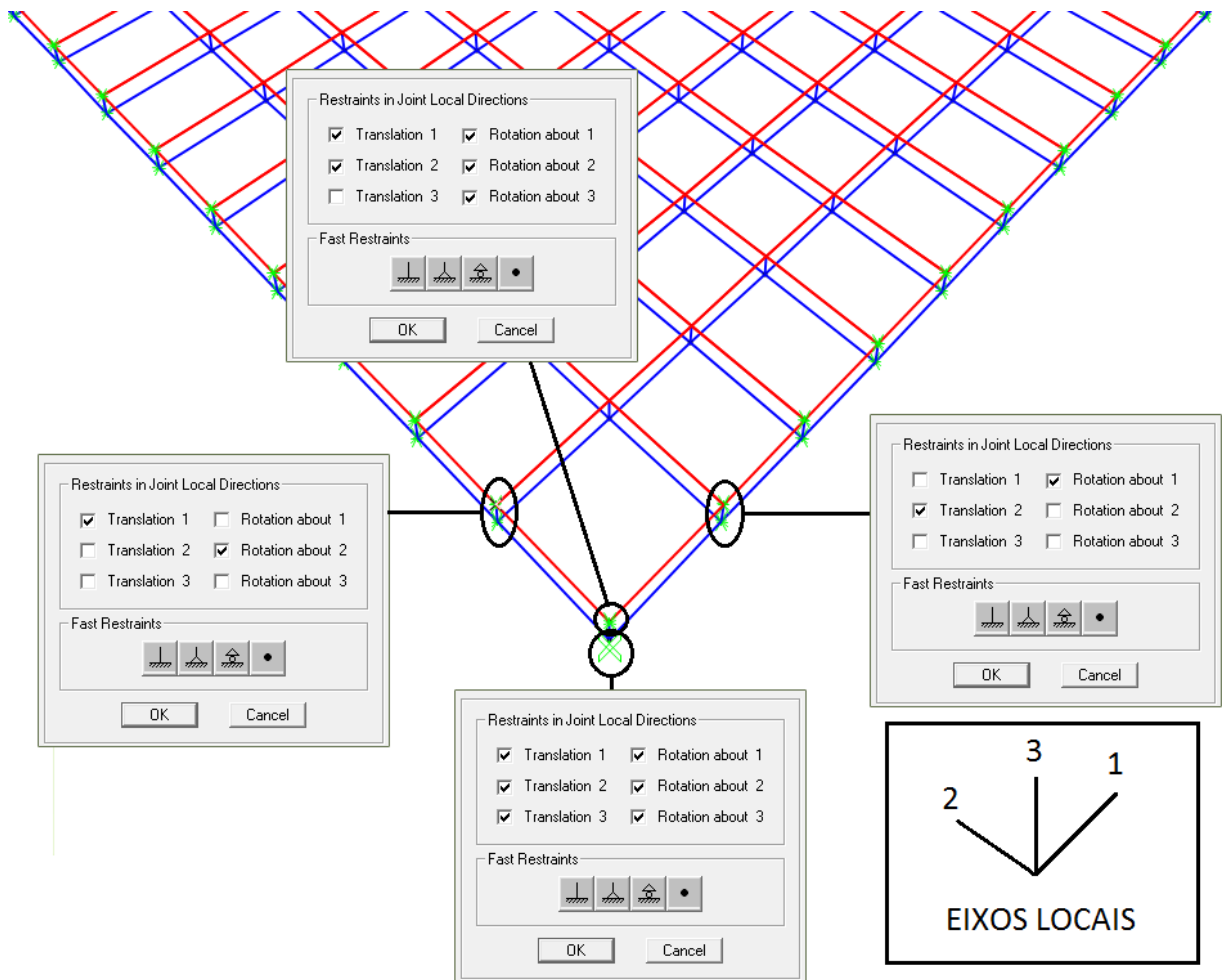 Restraints in Joint Local Directions
Translation 1 Rotation about 1
Translation 2 Rotation about 2
Translation 3 Rotation about 3
Fast Restraints
OK Cancel
Restraints in Joint Local Directions
Translation 1 Rotation about 1
Translation 2 Rotation about 2
Translation 3 Rotation about 3
Fast Restraints
OK Cancel
Restraints in Joint Local Directions
Translation 1 Rotation about 1
Translation 2 Rotation about 2
Translation 3 Rotation about 3
Fast Restraints
OK Cancel
Restraints in Joint Local Directions
Translation 1 Rotation about 1
Translation 2 Rotation about 2
Translation 3 Rotation about 3
Fast Restraints
OK Cancel
3
1
2
EIXOS LOCAIS